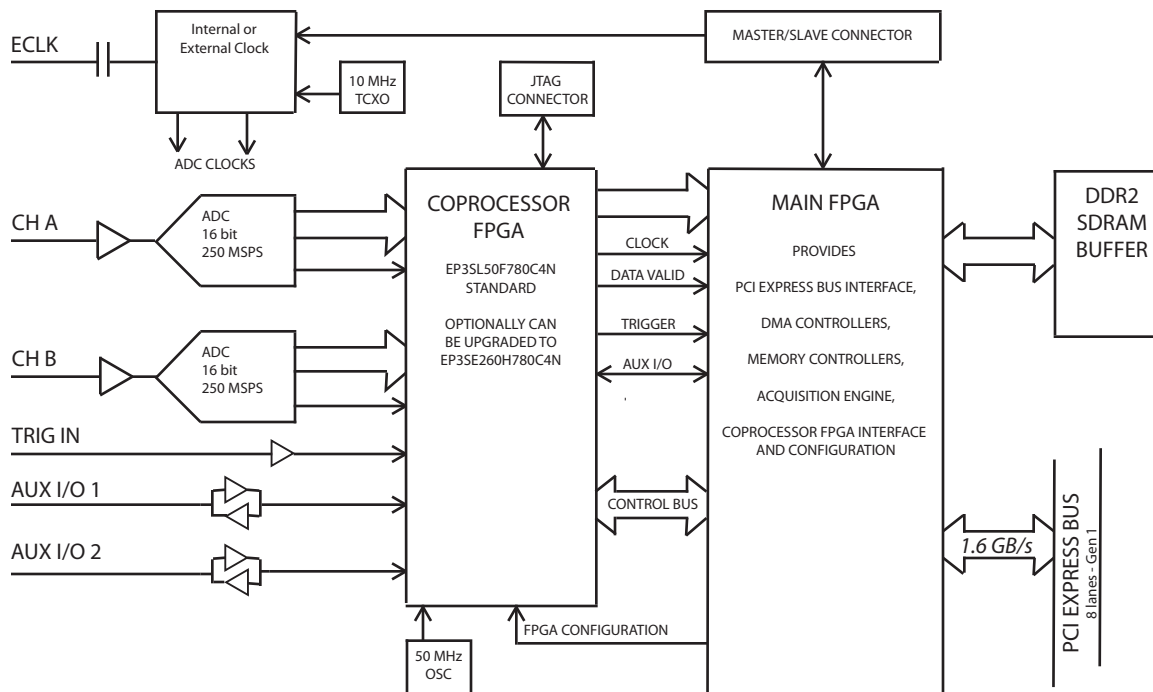 ECLK
Internal or
External Clock
10 MHz
TCXO
ADC CLOCKS
MASTER/SLAVE CONNECTOR
JTAG
CONNECTOR
CH A
ADC
16 bit
250 MSPS
CH B
ADC
16 bit
250 MSPS
TRIG IN
AUX I/O 1
AUX I/O 2
COPROCESSOR
FPGA
EP3SL50F780C4N
STANDARD
OPTIONALLY CAN
BE UPGRADED TO
EP3SE260H780C4N
50 MHz
OSC
CLOCK
DATA VALID
TRIGGER
AUX I/O
CONTROL BUS
FPGA CONFIGURATION
MAIN FPGA
PROVIDES
PCI EXPRESS BUS INTERFACE,
DMA CONTROLLERS,
MEMORY CONTROLLERS,
ACQUISITION ENGINE,
COPROCESSOR FPGA INTERFACE
AND CONFIGURATION
DDR2
SDRAM
BUFFER
1.6 GB/s
PCI EXPRESS BUS
8 lanes - Gen 1